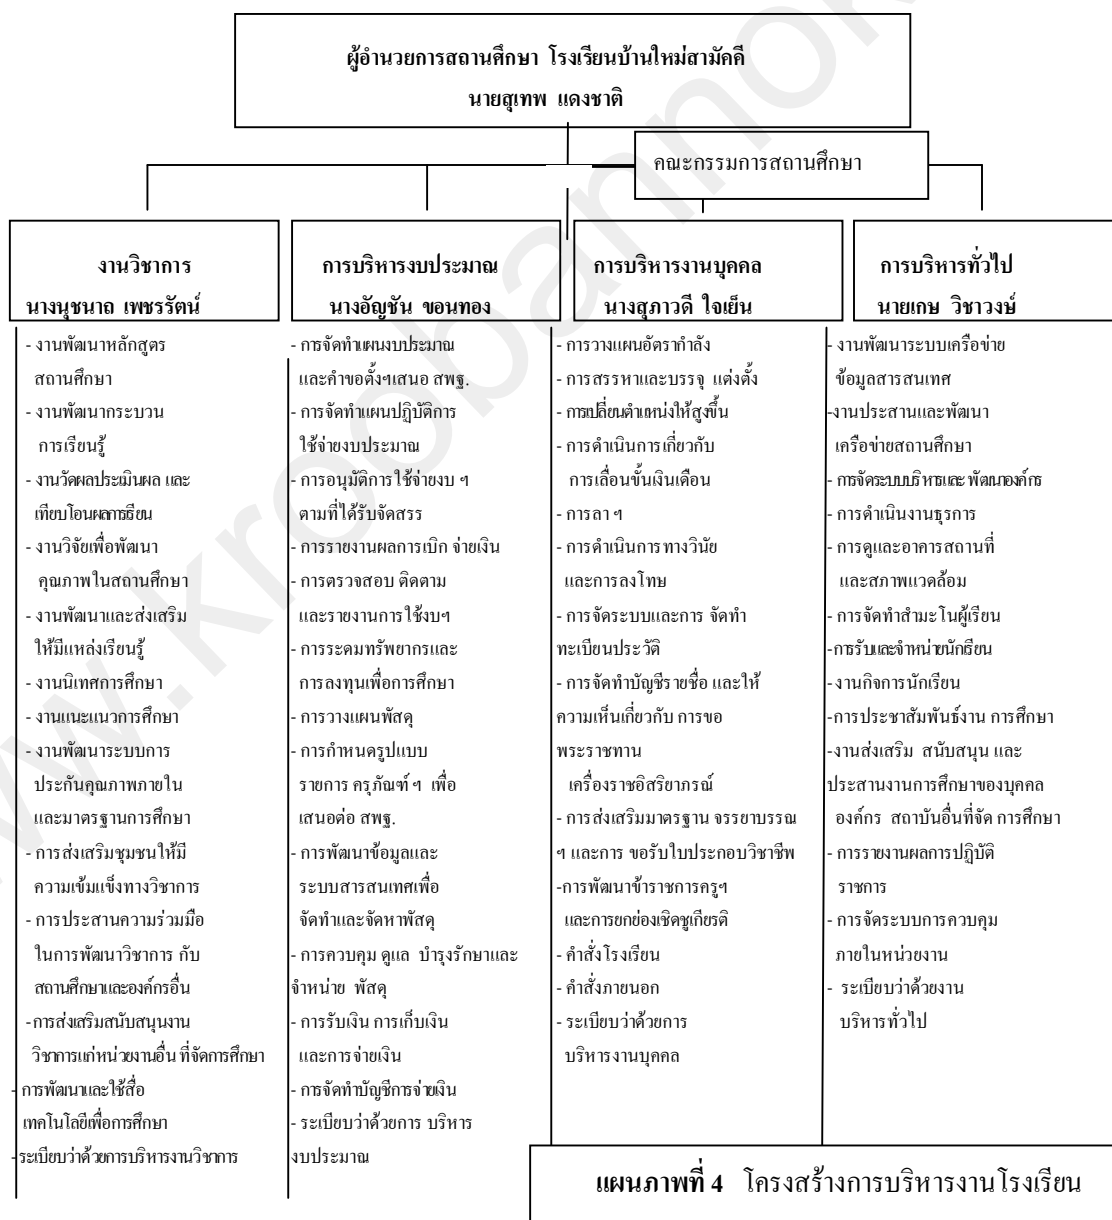 ผู้อำนวยการสถานศึกษา โรงเรียนบ้านใหม่สามัคคี
นายสุเทพ แดงชาติ
คณะกรรมการสถานศึกษา
งานวิชาการ
นางนุชนาถ เพชรรัตน์
- งานพัฒนาหลักสูตร
สถานศึกษา
- งานพัฒนากระบวน
การเรียนรู้
- งานวัดผลประเมินผล และ
เทียบโอนผลการเรียน
- งานวิจัยเพื่อพัฒนา
คุณภาพในสถานศึกษา
- งานพัฒนาและส่งเสริม
ให้มีแหล่งเรียนรู้
- งานนิเทศการศึกษา
- งานแนะแนวการศึกษา
- งานพัฒนาระบบการ
ประกันคุณภาพภายใน
และมาตรฐานการศึกษา
- การส่งเสริมชุมชนให้มี
ความเข้มแข็งทางวิชาการ
- การประสานความร่วมมือ
ในการพัฒนาวิชาการ กับ
สถานศึกษาและองค์กรอื่น
-การส่งเสริมสนับสนุนงาน
วิชาการแก่หน่วยงานอื่น ที่จัดการศึกษา
- การพัฒนาและใช้สื่อ
เทคโนโลยีเพื่อการศึกษา
-ระเบียบว่าด้วยการบริหารงานวิชาการ
การบริหารงบประมาณ
นางอัญชัน ขอนทอง
- การจัดทำแผนงบประมาณ
และคำขอตั้งฯเสนอ สพฐ.
- การจัดทำแผนปฏิบัติการ
ใช้จ่ายงบประมาณ
- การอนุมัติการใช้จ่ายงบ ฯ
ตามที่ได้รับจัดสรร
- การรายงานผลการเบิก จ่ายเงิน
- การตรวจสอบ ติดตาม
และรายงานการใช้งบฯ
- การระดมทรัพยากรและ
การลงทุนเพื่อการศึกษา
- การวางแผนพัสดุ
- การกำหนดรูปแบบ
รายการ ครุภัณฑ์ ฯ เพื่อ
เสนอต่อ สพฐ.
- การพัฒนาข้อมูลและ
ระบบสารสนเทศเพื่อ
จัดทำและจัดหาพัสดุ
- การควบคุม ดูแล บำรุงรักษาและ
จำหน่าย พัสดุ
- การรับเงิน การเก็บเงิน
และการจ่ายเงิน
- การจัดทำบัญชีการจ่ายเงิน
- ระเบียบว่าด้วยการ บริหาร
งบประมาณ
การบริหารงานบุคคล
นางสุภาวดี ใจเย็น
- การวางแผนอัตรากำลัง
- การสรรหาและบรรจุ แต่งตั้ง
- การเปลี่ยนตำแหน่งให้สูงขึ้น
- การดำเนินการเกี่ยวกับ
การเลื่อนขั้นเงินเดือน
- การลา ฯ
- การดำเนินการทางวินัย
และการลงโทษ
- การจัดระบบและการ จัดทำ
ทะเบียนประวัติ
- การจัดทำบัญชีรายชื่อ และให้
ความเห็นเกี่ยวกับ การขอ
พระราชทาน
เครื่องราชอิสริยาภรณ์
- การส่งเสริมมาตรฐาน จรรยาบรรณ
ฯ และการ ขอรับใบประกอบวิชาชีพ
-การพัฒนาข้าราชการครูฯ
และการยกย่องเชิดชูเกียรติ
- คำสั่งโรงเรียน
- คำสั่งภายนอก
- ระเบียบว่าด้วยการ
บริหารงานบุคคล
การบริหารทั่วไป
นายเกษ วิชาวงษ์
- งานพัฒนาระบบเครือข่าย
ข้อมูลสารสนเทศ
-งานประสานและพัฒนา
เครือข่ายสถานศึกษา
- การจัดระบบบริหารและ พัฒนาองค์กร
- การดำเนินงานธุรการ
- การดูและอาคารสถานที่
และสภาพแวดล้อม
- การจัดทำสำมะโนผู้เรียน
-การรับและจำหน่ายนักเรียน
- งานกิจการนักเรียน
-การประชาสัมพันธ์งาน การศึกษา
-งานส่งเสริม สนับสนุน และ
ประสานงานการศึกษาของบุคคล
องค์กร สถาบันอื่นที่จัด การศึกษา
- การรายงานผลการปฏิบัติ
ราชการ
- การจัดระบบการควบคุม
ภายในหน่วยงาน
- ระเบียบว่าด้วยงาน
บริหารทั่วไป
แผนภาพที่ 4 โครงสร้างการบริหารงานโรงเรียน